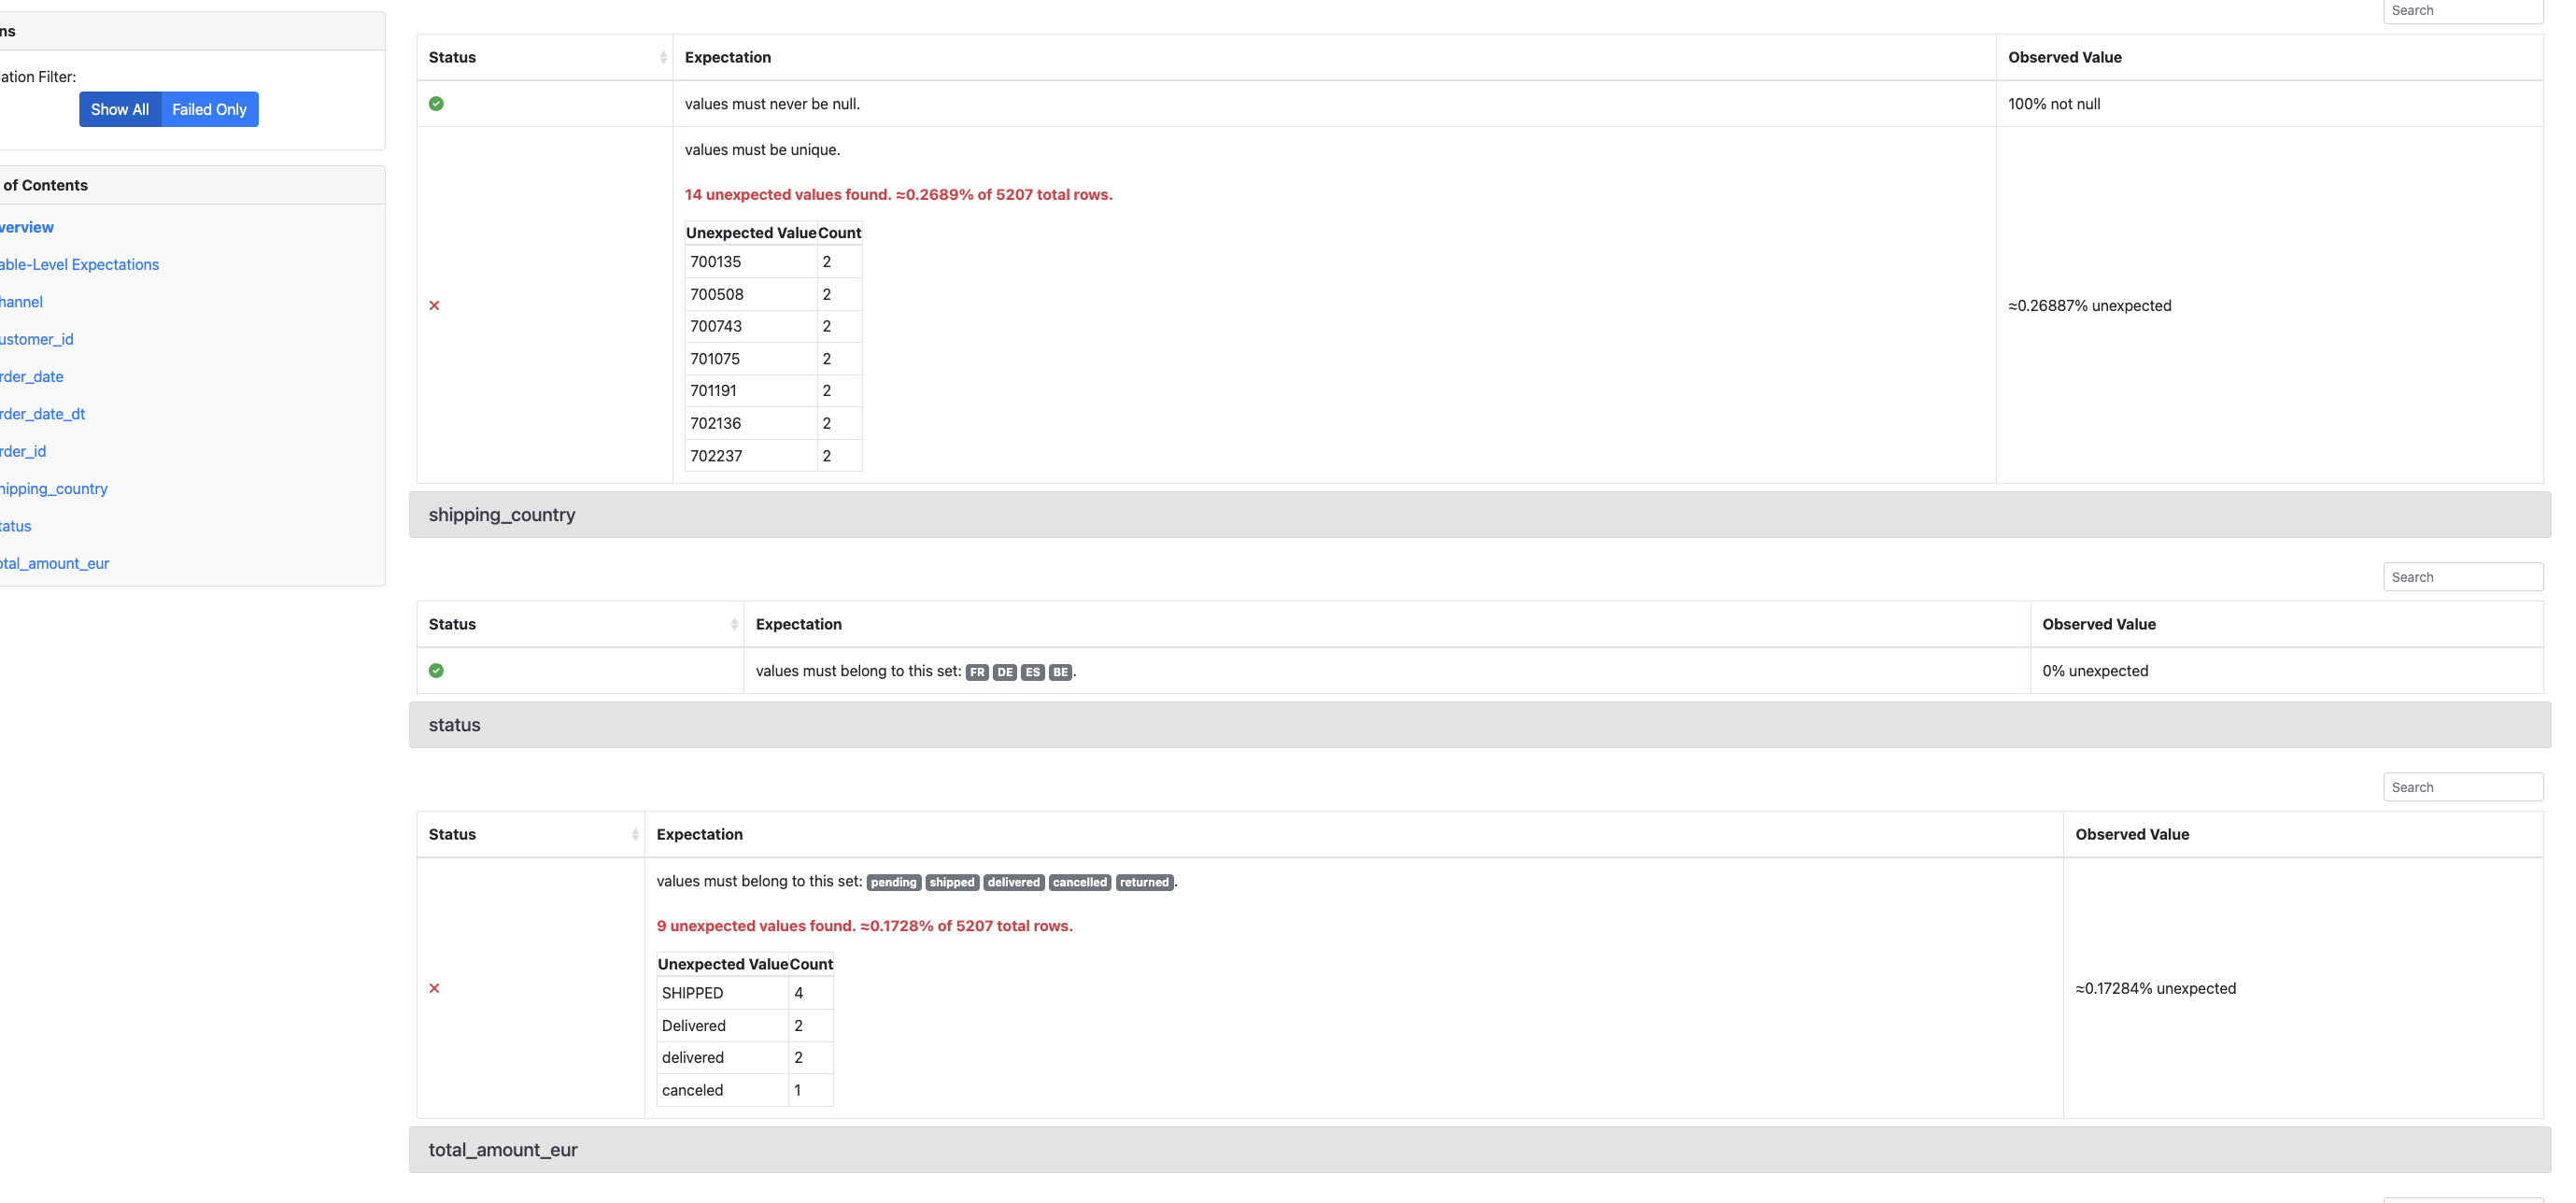 ns
ation Filter:
Show All Failed Only
of Contents
verview
able-Level Expectations
hannel
ustomer_id
rder_date
rder_date_dt
rder_id
hipping_country
tatus
otal_amount_eur
Search
Status Expectation Observed Value
values must never be null. 100% not null
values must be unique.
14 unexpected values found. ≈0.2689% of 5207 total rows.
Unexpected Value Count
700135 2
700508 2
700743 2
701075 2
701191 2
702136 2
702237 2
≈0.26887% unexpected
shipping_country
Search
Status Expectation Observed Value
values must belong to this set: FR DE ES BE. 0% unexpected
status
Search
Status Expectation Observed Value
values must belong to this set: pending shipped delivered cancelled returned.
9 unexpected values found. ≈0.1728% of 5207 total rows.
Unexpected Value Count
SHIPPED 4
Delivered 2
delivered 2
canceled 1
≈0.17284% unexpected
total_amount_eur